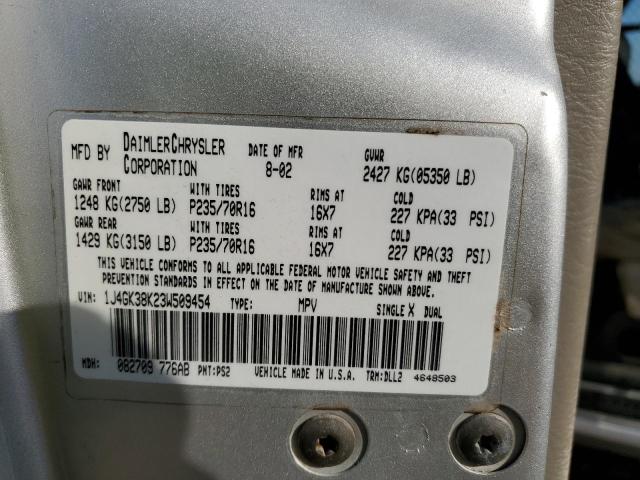 MFD BY DAIMLERCHRYSLER CORPORATION DATE OF MFR 8-02 GVWR 2427 KG(05350 LB)
GAWR FRONT WITH TIRES RIMS AT COLD
1248 KG(2750 LB) P235/70R16 16X7 227 KPA(33 PSI)
GAWR REAR WITH TIRES RIMS AT COLD
1429 KG(3150 LB) P235/70R16 16X7 227 KPA(33 PSI)
THIS VEHICLE CONFORMS TO ALL APPLICABLE FEDERAL MOTOR VEHICLE SAFETY AND THEFT
PREVENTION STANDARDS IN EFFECT ON THE DATE OF MANUFACTURE SHOWN ABOVE.
VIN: 1J4GK38K23W509454 TYPE: MPV SINGLE X DUAL
MDH: 082709 776AB PNT:PS2 VEHICLE MADE IN U.S.A. TRM:DLL2 4648503